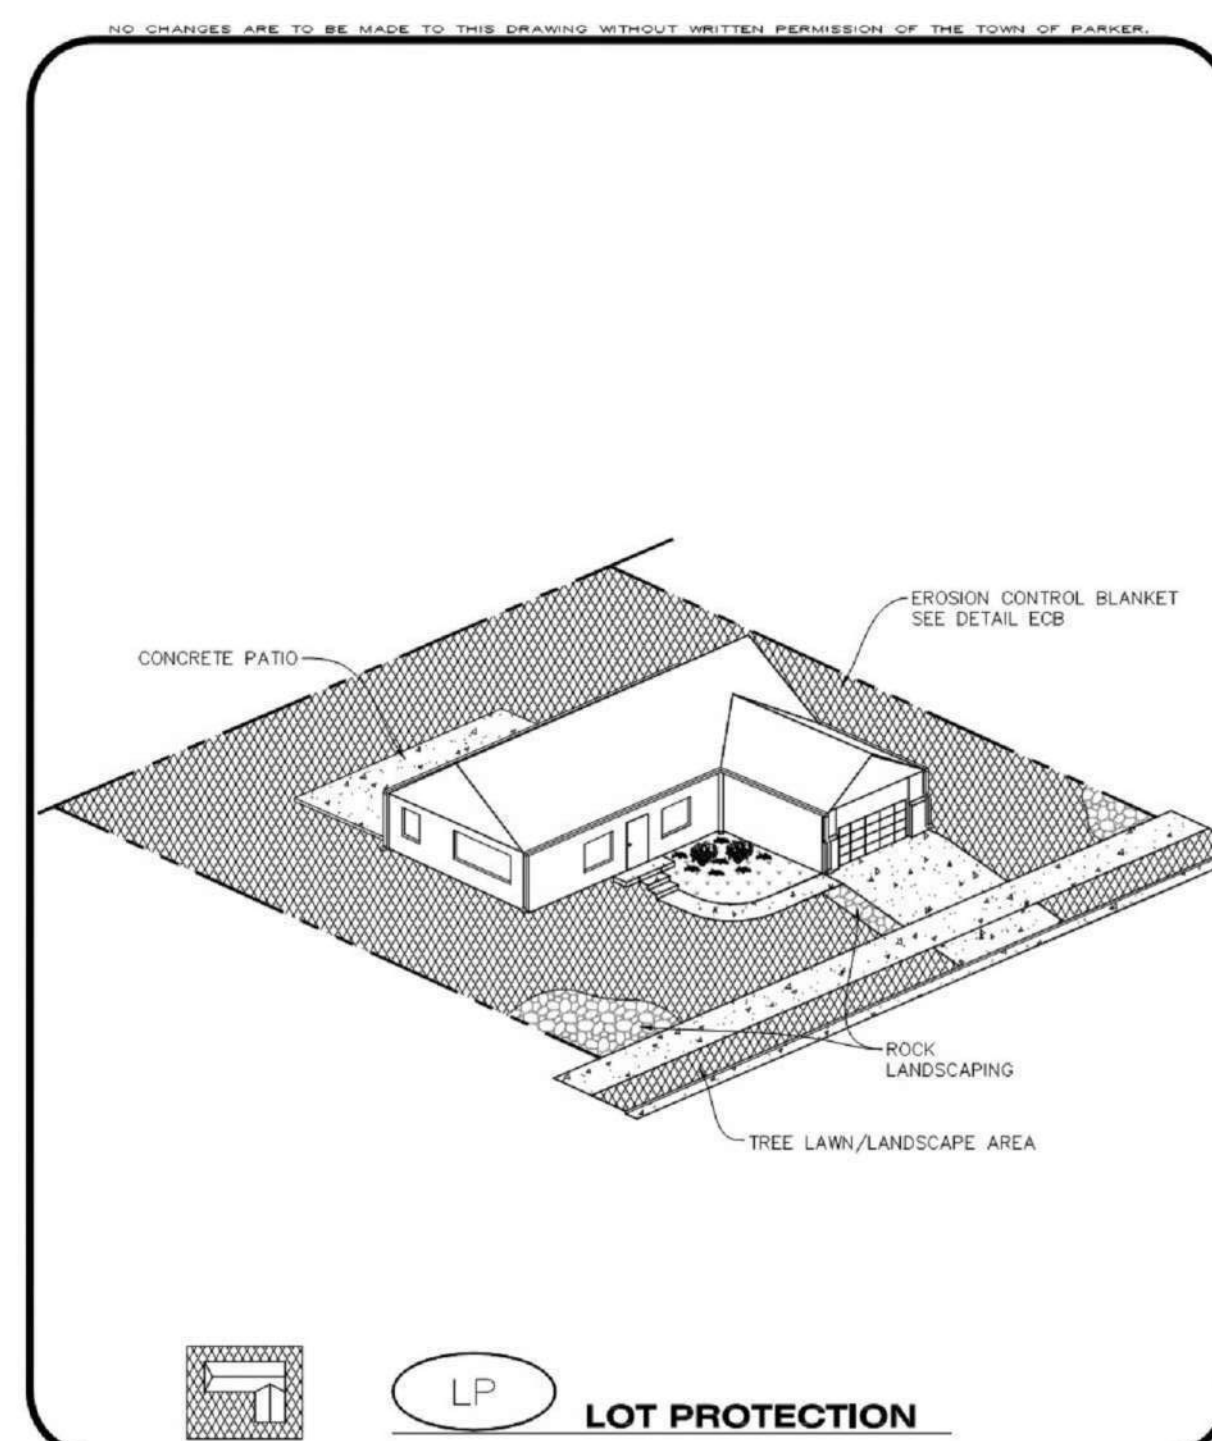 NO CHANGES ARE TO BE MADE TO THIS DRAWING WITHOUT WRITTEN PERMISSION OF THE TOWN OF PARKER.
EROSION CONTROL BLANKET
SEE DETAIL ECB
CONCRETE PATIO
ROCK
LANDSCAPING
TREE LAWN/LANDSCAPE AREA
LP
LOT PROTECTION